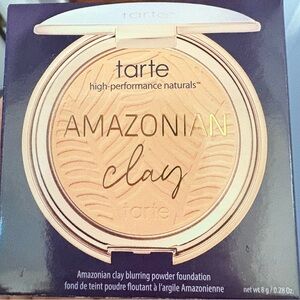 tarte
high-performance naturals™
AMAZONIAN
clay
tarte
Amazonian clay blurring powder foundation
fond de teint poudre floutant à l'argile Amazonienne
net wt 8 g / 0.28 Oz.